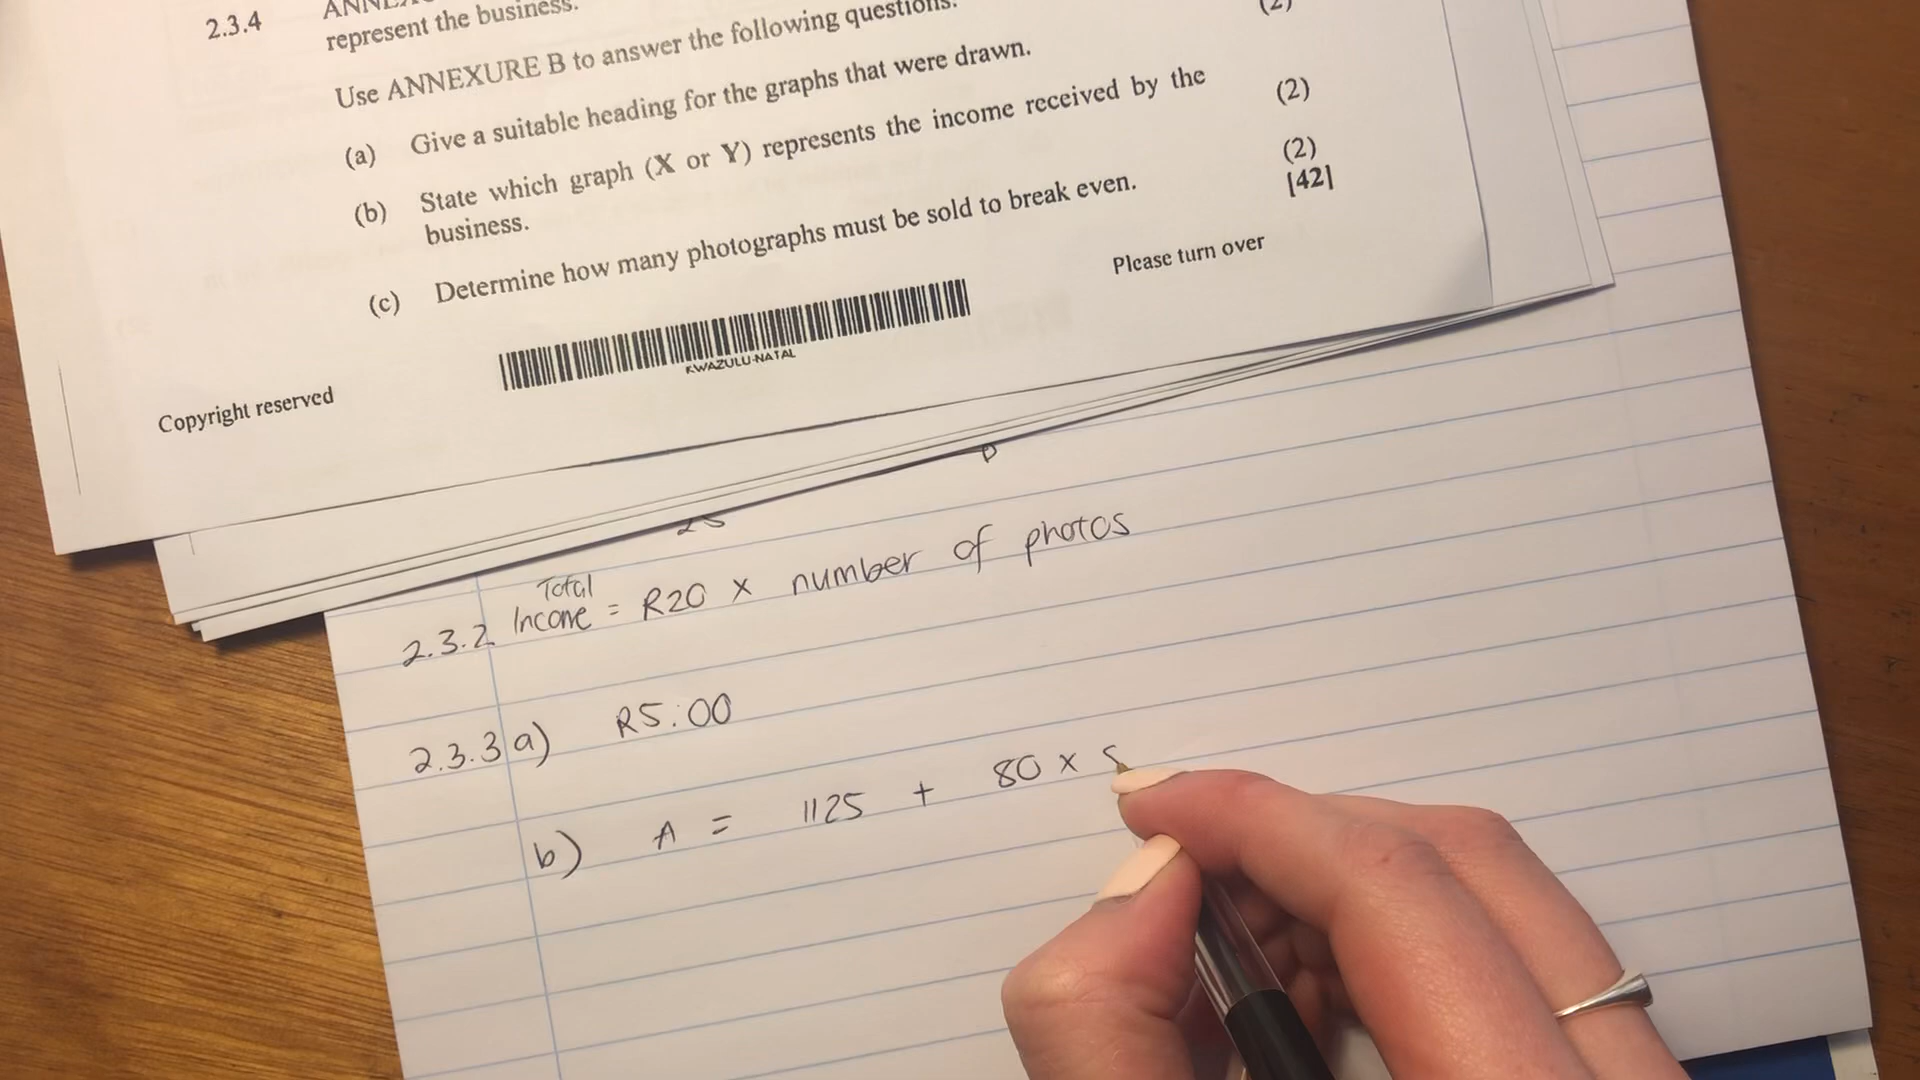 2.3.4
represent the business.
Use ANNEXURE B to answer the following questions.
(a) Give a suitable heading for the graphs that were drawn. (2)
(b) State which graph (X or Y) represents the income received by the business. (2)
(c) Determine how many photographs must be sold to break even. (2)
[42]
KWAZULU-NATAL
Copyright reserved
Please turn over
25
2.3.2 Total Income = R20 x number of photos
2.3.3 a) R5:00
b) A = 1125 + 80 x 5